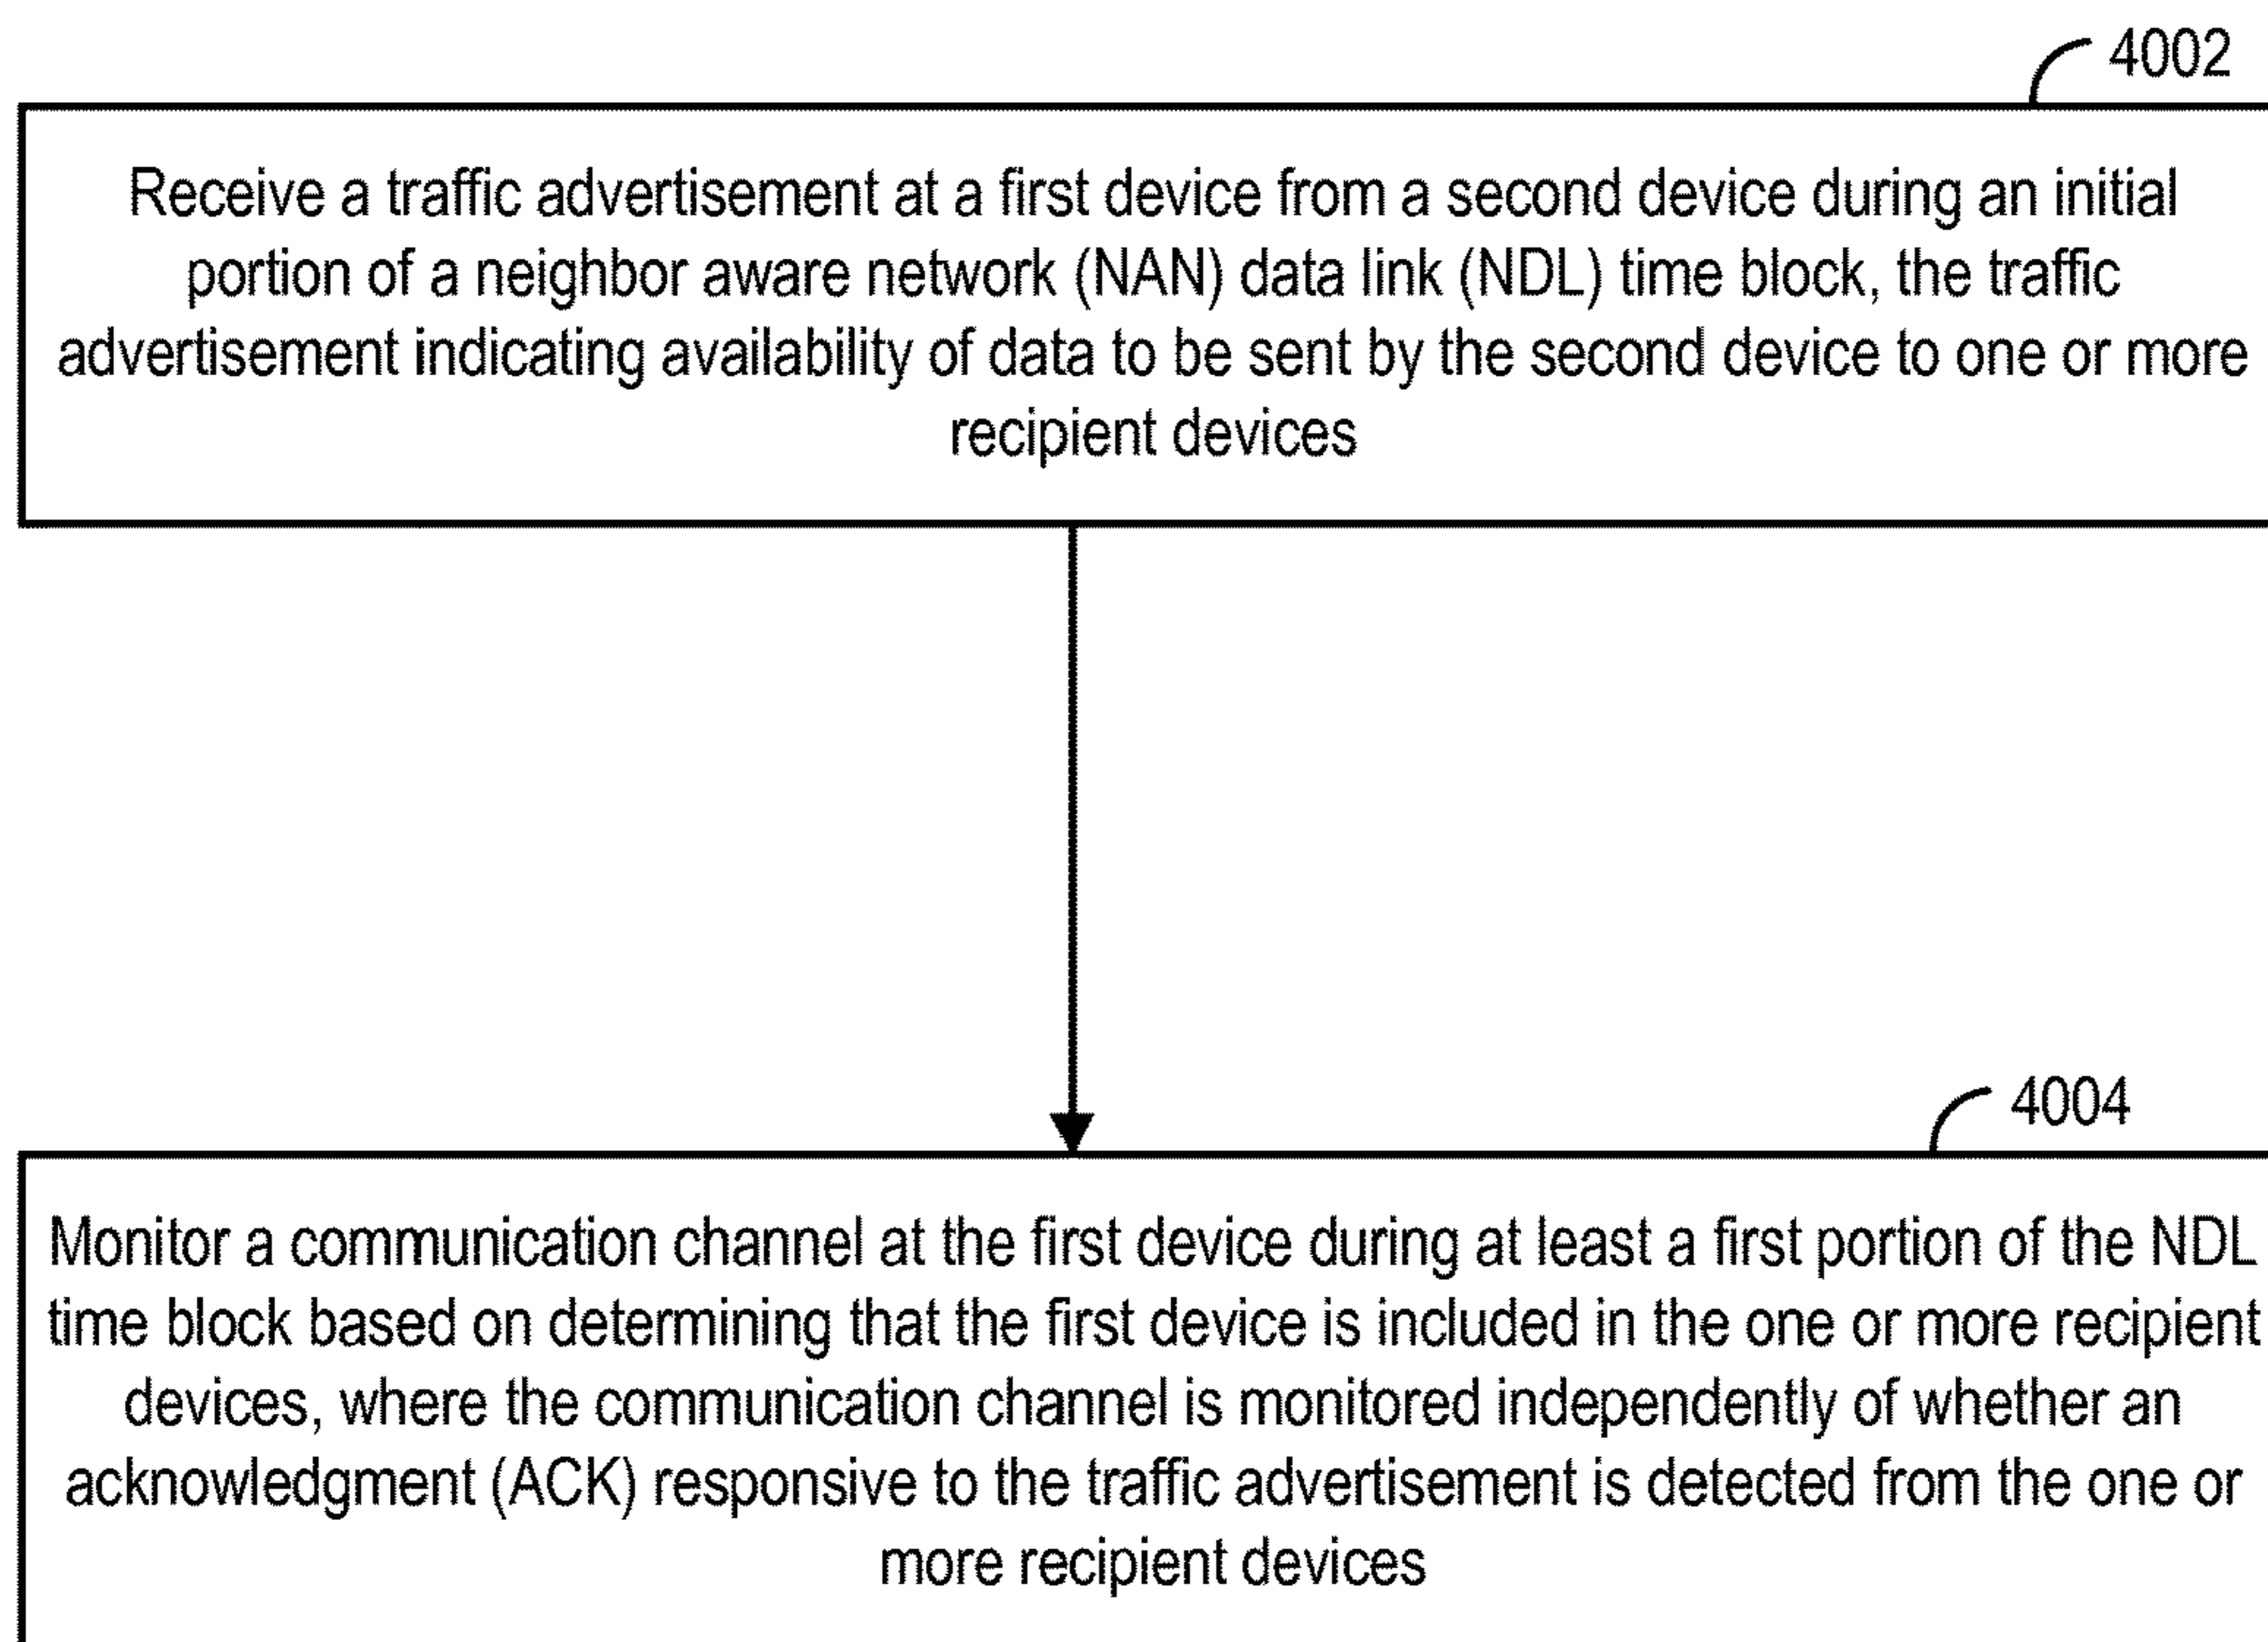 4002
Receive a traffic advertisement at a first device from a second device during an initial
portion of a neighbor aware network (NAN) data link (NDL) time block, the traffic
advertisement indicating availability of data to be sent by the second device to one or more
recipient devices
4004
Monitor a communication channel at the first device during at least a first portion of the NDL
time block based on determining that the first device is included in the one or more recipient
devices, where the communication channel is monitored independently of whether an
acknowledgment (ACK) responsive to the traffic advertisement is detected from the one or
more recipient devices